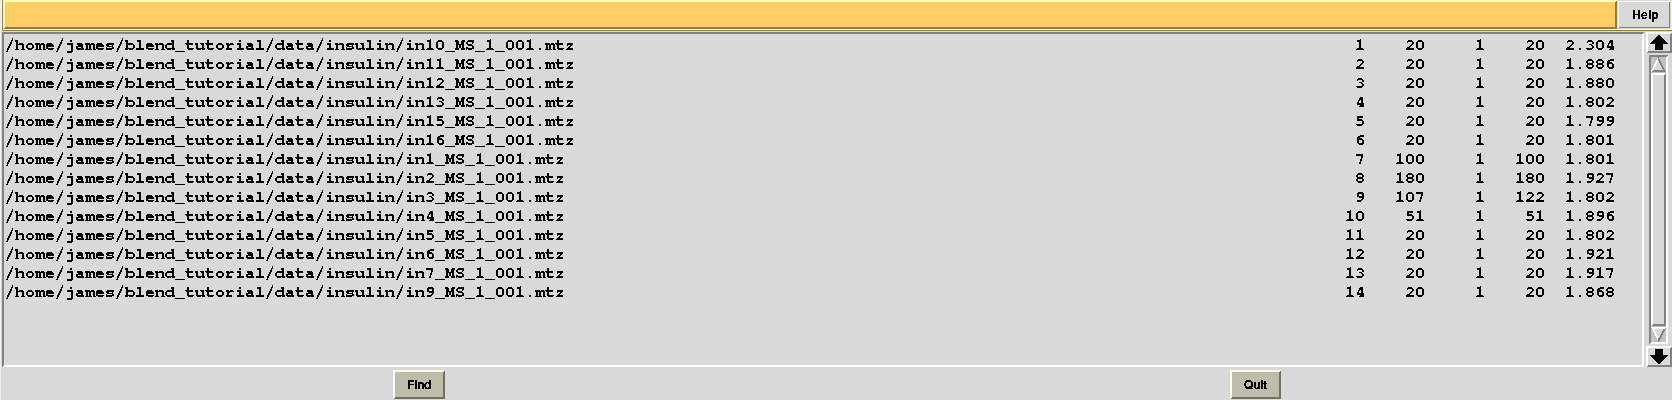 Help
/home/james/blend_tutorial/data/insulin/in10_MS_1_001.mtz 1 20 1 20 2.304
/home/james/blend_tutorial/data/insulin/in11_MS_1_001.mtz 2 20 1 20 1.886
/home/james/blend_tutorial/data/insulin/in12_MS_1_001.mtz 3 20 1 20 1.880
/home/james/blend_tutorial/data/insulin/in13_MS_1_001.mtz 4 20 1 20 1.802
/home/james/blend_tutorial/data/insulin/in15_MS_1_001.mtz 5 20 1 20 1.799
/home/james/blend_tutorial/data/insulin/in16_MS_1_001.mtz 6 20 1 20 1.801
/home/james/blend_tutorial/data/insulin/in1_MS_1_001.mtz 7 100 1 100 1.801
/home/james/blend_tutorial/data/insulin/in2_MS_1_001.mtz 8 180 1 180 1.927
/home/james/blend_tutorial/data/insulin/in3_MS_1_001.mtz 9 107 1 122 1.802
/home/james/blend_tutorial/data/insulin/in4_MS_1_001.mtz 10 51 1 51 1.896
/home/james/blend_tutorial/data/insulin/in5_MS_1_001.mtz 11 20 1 20 1.802
/home/james/blend_tutorial/data/insulin/in6_MS_1_001.mtz 12 20 1 20 1.921
/home/james/blend_tutorial/data/insulin/in7_MS_1_001.mtz 13 20 1 20 1.917
/home/james/blend_tutorial/data/insulin/in9_MS_1_001.mtz 14 20 1 20 1.868
Find Quit